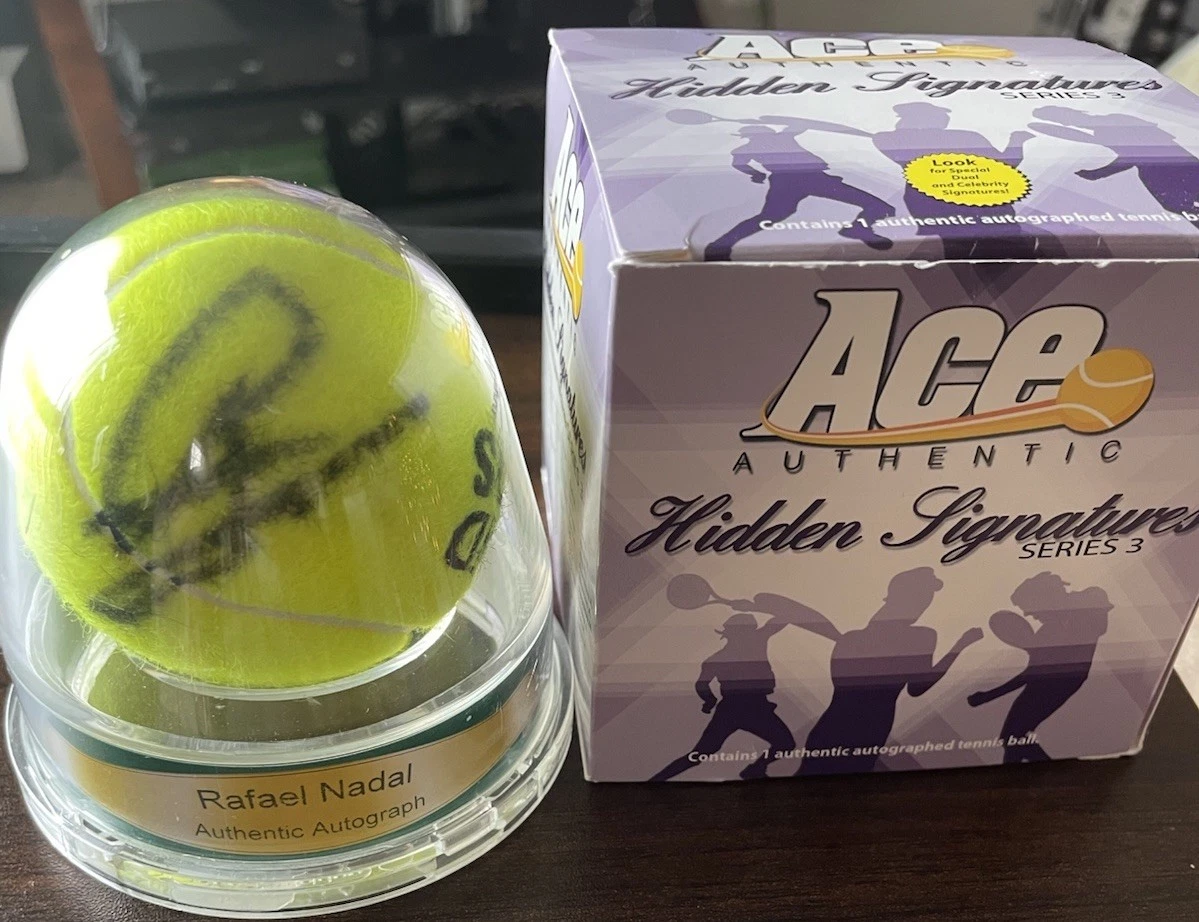 Ace
AUTHENTIC
Hidden Signatures
SERIES 3
Look
for Special
Dual
and Celebrity
Signatures!
Contains 1 authentic autographed tennis b
Ace
AUTHENTIC
Hidden Signatures
SERIES 3
Contains 1 authentic autographed tennis ball.
Rafael Nadal
Authentic Autograph